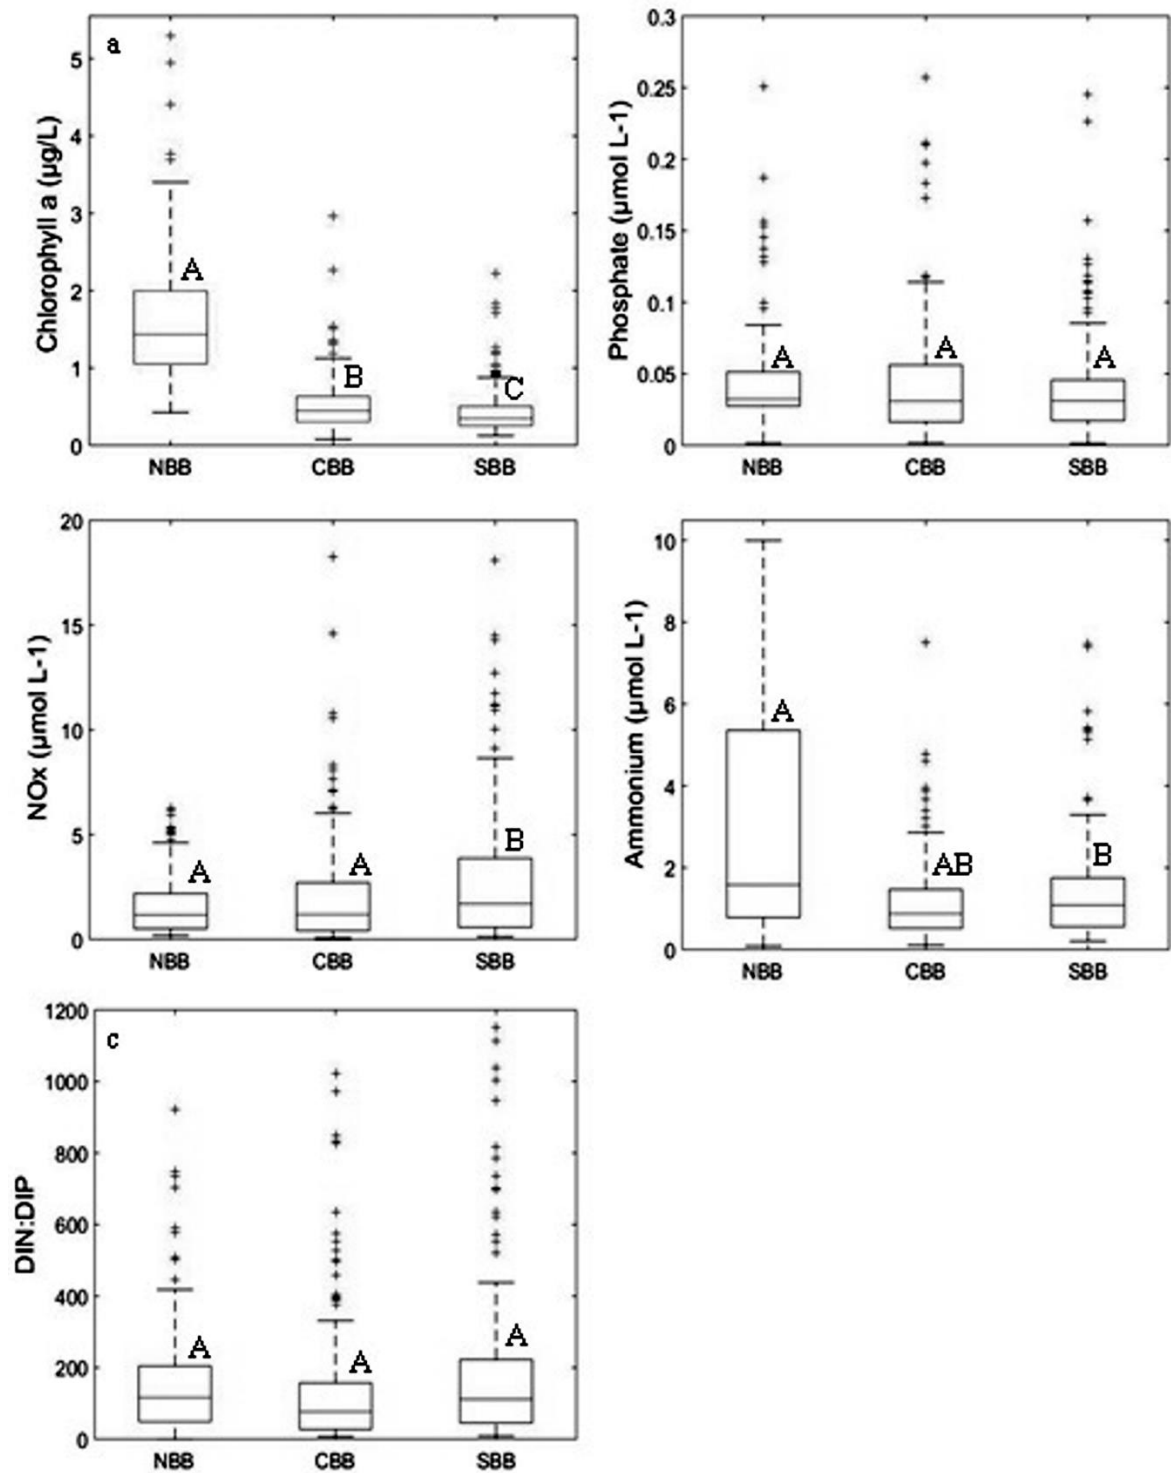 a
5
4
3
2
1
0
Chlorophyll a (µg/L)
A
B
C
NBB CBB SBB
0.3
0.25
0.2
0.15
0.1
0.05
0
Phosphate (µmol L-1)
A
A
A
NBB CBB SBB
20
15
10
5
0
NOx (µmol L-1)
A
A
B
NBB CBB SBB
10
8
6
4
2
0
Ammonium (µmol L-1)
A
AB
B
NBB CBB SBB
c
1200
1000
800
600
400
200
0
DIN:DIP
A
A
A
NBB CBB SBB